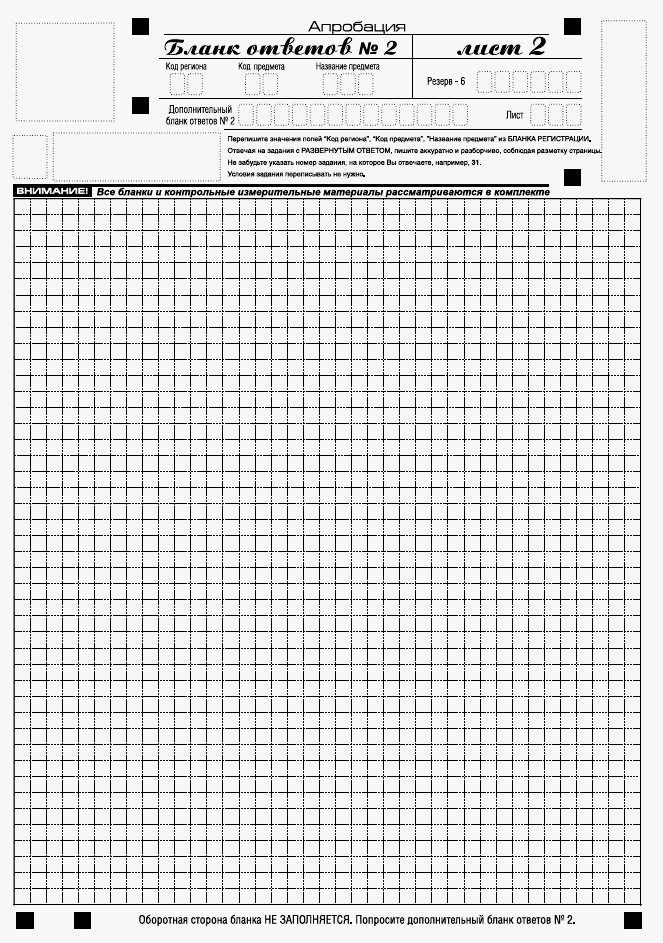 Апробация
Бланк ответов № 2 лист 2
Код региона Код предмета Название предмета
Резерв - 6
Дополнительный
бланк ответов № 2
Лист
Перепишите значения полей "Код региона", "Код предмета", "Название предмета" из БЛАНКА РЕГИСТРАЦИИ.
Отвечая на задания с РАЗВЕРНУТЫМ ОТВЕТОМ, пишите аккуратно и разборчиво, соблюдая разметку страницы.
Не забудьте указать номер задания, на которое Вы отвечаете, например, 31.
Условия задания переписывать не нужно.
ВНИМАНИЕ! Все бланки и контрольные измерительные материалы рассматриваются в комплекте
Оборотная сторона бланка НЕ ЗАПОЛНЯЕТСЯ. Попросите дополнительный бланк ответов № 2.